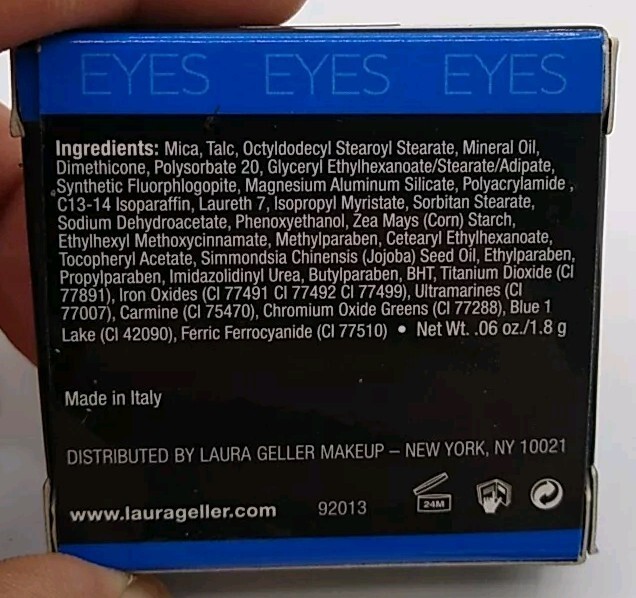 EYES EYES EYES
Ingredients: Mica, Talc, Octyldodecyl Stearoyl Stearate, Mineral Oil,
Dimethicone, Polysorbate 20, Glyceryl Ethylhexanoate/Stearate/Adipate,
Synthetic Fluorphlogopite, Magnesium Aluminum Silicate, Polyacrylamide ,
C13-14 Isoparaffin, Laureth 7, Isopropyl Myristate, Sorbitan Stearate,
Sodium Dehydroacetate, Phenoxyethanol, Zea Mays (Corn) Starch,
Ethylhexyl Methoxycinnamate, Methylparaben, Cetearyl Ethylhexanoate,
Tocopheryl Acetate, Simmondsia Chinensis (Jojoba) Seed Oil, Ethylparaben,
Propylparaben, Imidazolidinyl Urea, Butylparaben, BHT, Titanium Dioxide (CI
77891), Iron Oxides (CI 77491 CI 77492 CI 77499), Ultramarines (CI
77007), Carmine (CI 75470), Chromium Oxide Greens (CI 77288), Blue 1
Lake (CI 42090), Ferric Ferrocyanide (CI 77510) • Net Wt. .06 oz./1.8 g
Made in Italy
DISTRIBUTED BY LAURA GELLER MAKEUP – NEW YORK, NY 10021
www.laurageller.com 92013 24M